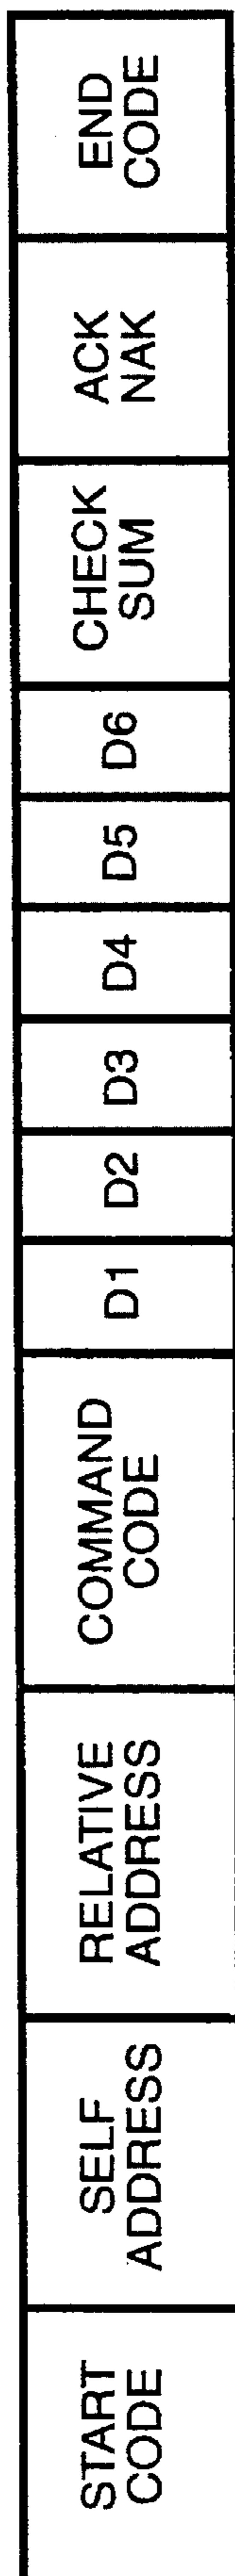 START
CODE
SELF
ADDRESS
RELATIVE
ADDRESS
COMMAND
CODE
D1
D2
D3
D4
D5
D6
CHECK
SUM
ACK
NAK
END
CODE